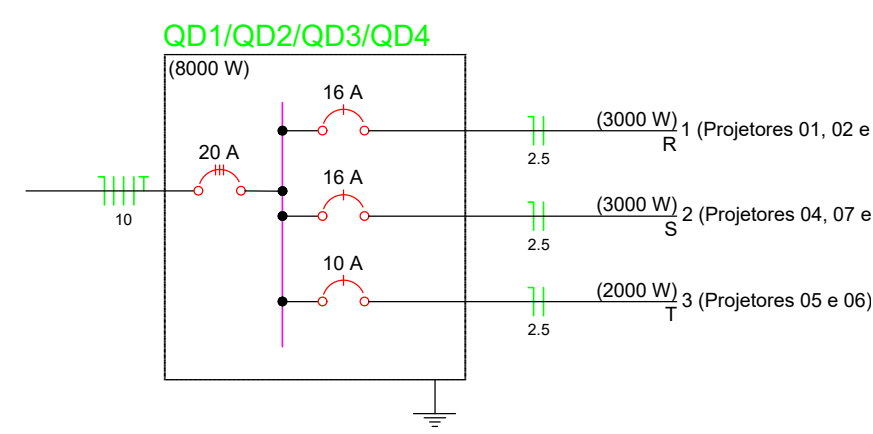 QD1/QD2/QD3/QD4
(8000 W)
16 A
(3000 W)
1 (Projetores 01, 02 e
R
2.5
20 A
10
16 A
(3000 W)
2 (Projetores 04, 07 e
S
2.5
10 A
(2000 W)
3 (Projetores 05 e 06)
T
2.5